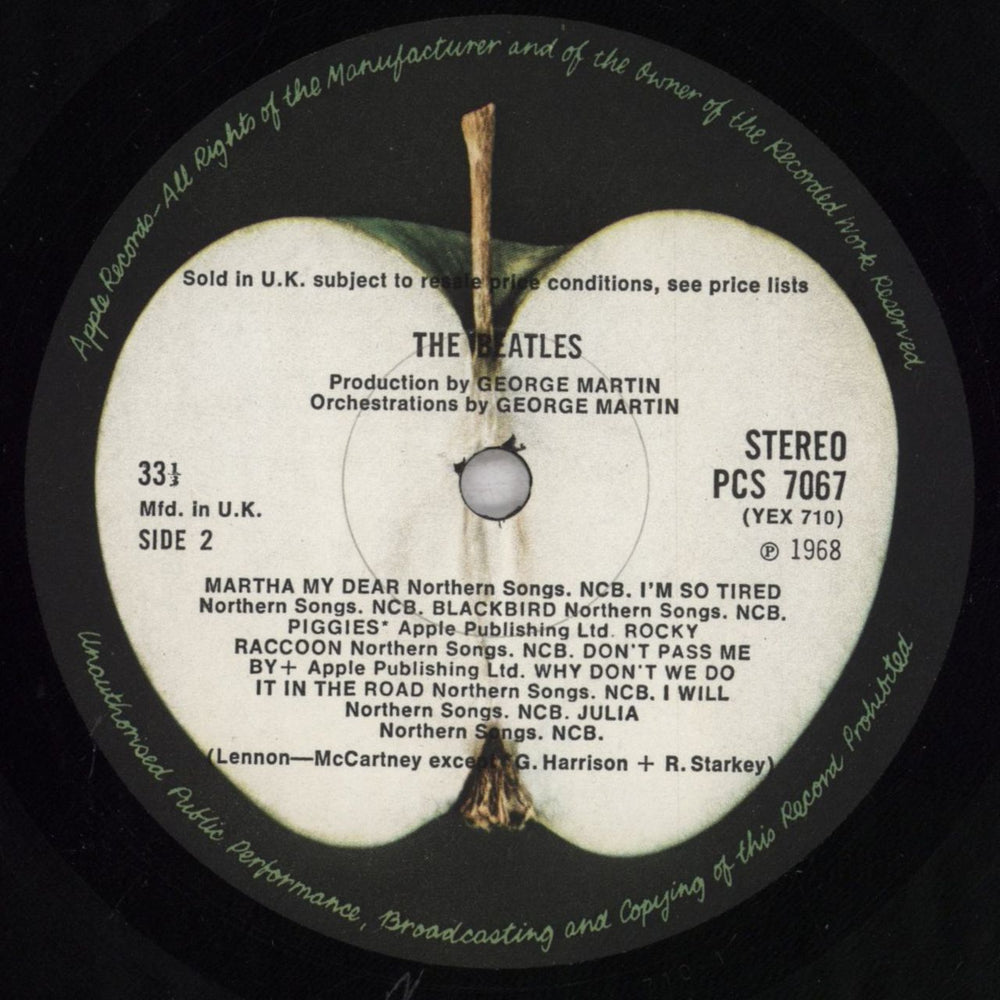 Apple Records-All Rights of the Manufacturer and of the Owner of the Recorded Work Reserved
Sold in U.K. subject to resale price conditions, see price lists
THE BEATLES
Production by GEORGE MARTIN
Orchestrations by GEORGE MARTIN
STEREO
PCS 7067
(YEX 710)
℗ 1968
33⅓
Mfd. in U.K.
SIDE 2
MARTHA MY DEAR Northern Songs. NCB. I'M SO TIRED
Northern Songs. NCB. BLACKBIRD Northern Songs. NCB.
PIGGIES* Apple Publishing Ltd. ROCKY
RACCOON Northern Songs. NCB. DON'T PASS ME
BY+ Apple Publishing Ltd. WHY DON'T WE DO
IT IN THE ROAD Northern Songs. NCB. I WILL
Northern Songs. NCB. JULIA
Northern Songs. NCB.
(Lennon—McCartney except G. Harrison + R. Starkey)
Unauthorised Public Performance, Broadcasting and Copying of this Record Prohibited